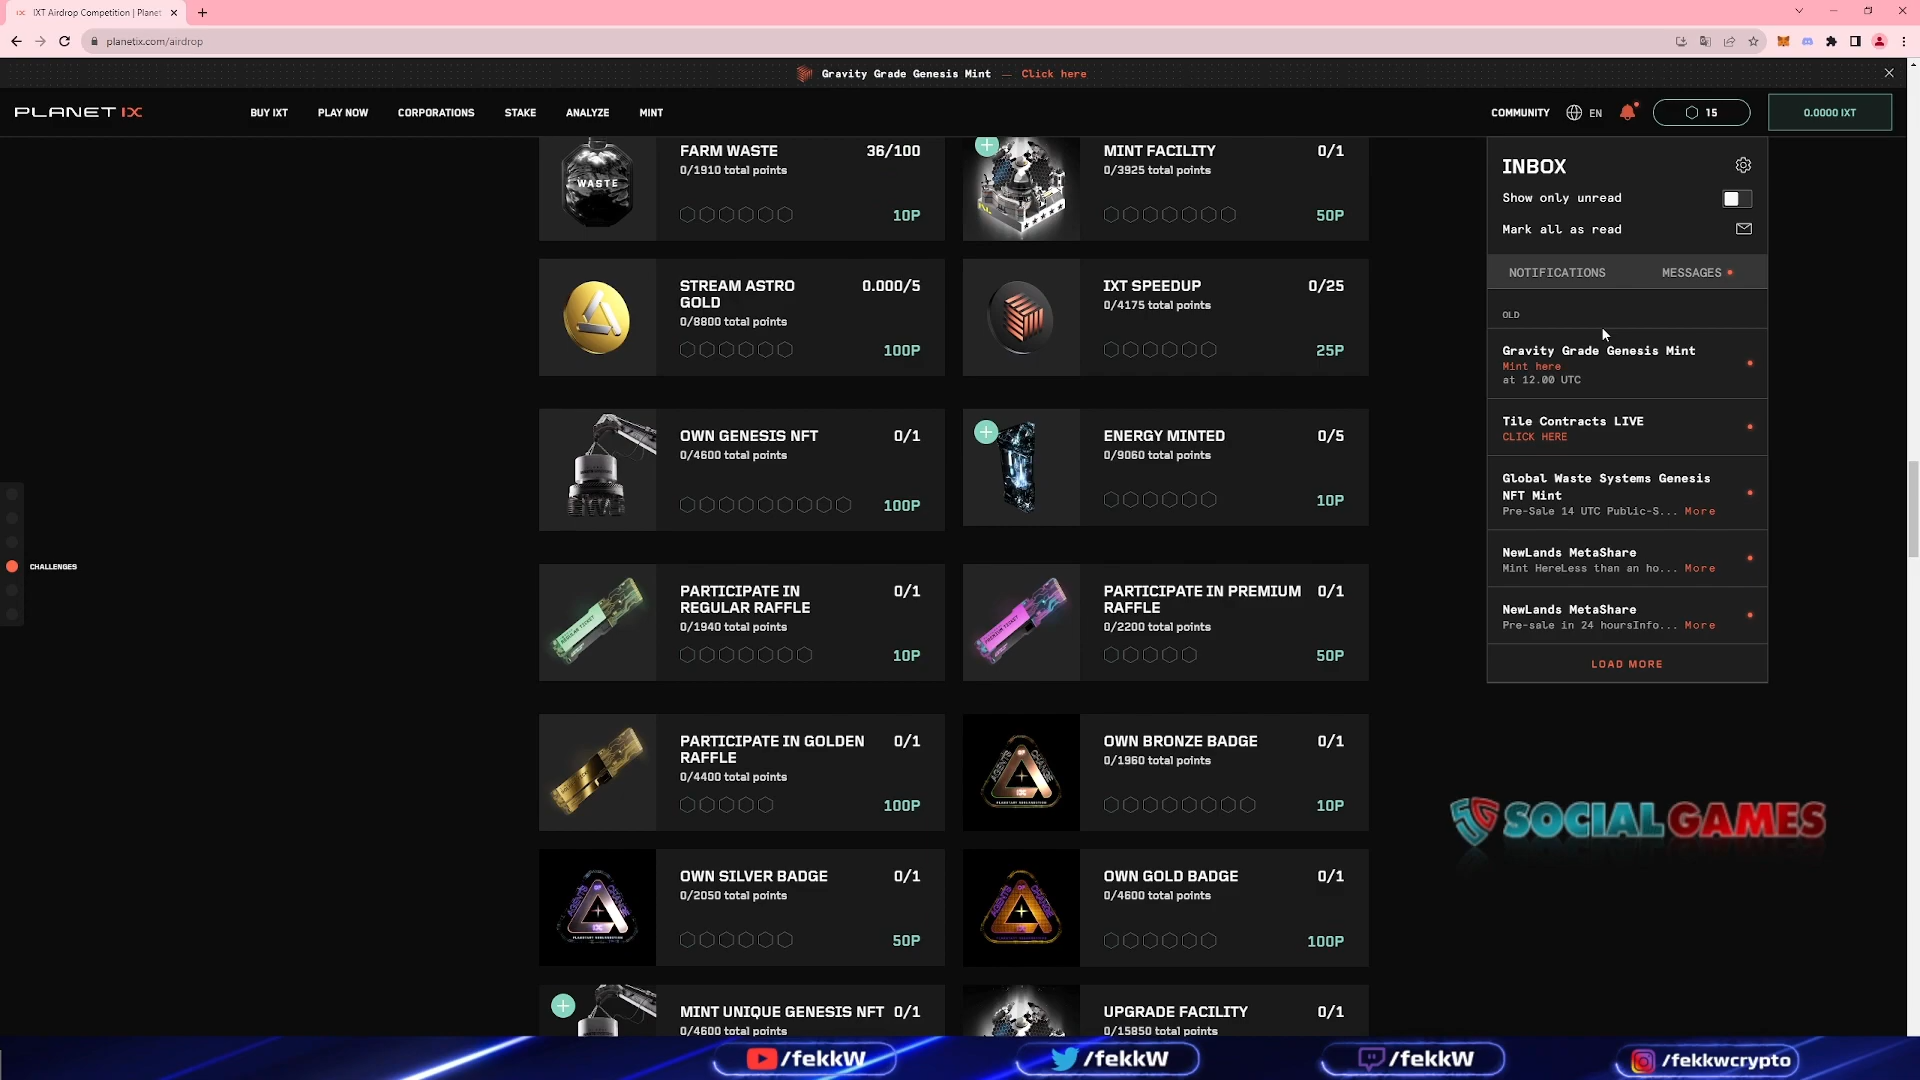 IXT Airdrop Competition | Planet
planetix.com/airdrop
Gravity Grade Genesis Mint — Click here
PLANET IX
BUY IXT
PLAY NOW
CORPORATIONS
STAKE
ANALYZE
MINT
COMMUNITY
EN
15
0.0000 IXT
WASTE
FARM WASTE 36/100
0/1910 total points
10P
MINT FACILITY 0/1
0/3925 total points
50P
STREAM ASTRO GOLD 0.000/5
0/8800 total points
100P
IXT SPEEDUP 0/25
0/4175 total points
25P
OWN GENESIS NFT 0/1
0/4600 total points
100P
ENERGY MINTED 0/5
0/9060 total points
10P
PARTICIPATE IN
REGULAR RAFFLE 0/1
0/1940 total points
10P
REGULAR TICKET
PARTICIPATE IN PREMIUM
RAFFLE 0/1
0/2200 total points
50P
PREMIUM TICKET
PARTICIPATE IN GOLDEN
RAFFLE 0/1
0/4400 total points
100P
OWN BRONZE BADGE 0/1
0/1960 total points
10P
OWN SILVER BADGE 0/1
0/2050 total points
50P
OWN GOLD BADGE 0/1
0/4600 total points
100P
MINT UNIQUE GENESIS NFT 0/1
0/4600 total points
UPGRADE FACILITY 0/1
0/15850 total points
CHALLENGES
INBOX
Show only unread
Mark all as read
NOTIFICATIONS
MESSAGES
OLD
Gravity Grade Genesis Mint
Mint here
at 12.00 UTC
Tile Contracts LIVE
CLICK HERE
Global Waste Systems Genesis
NFT Mint
Pre-Sale 14 UTC Public-S... More
NewLands MetaShare
Mint HereLess than an ho... More
NewLands MetaShare
Pre-sale in 24 hoursInfo... More
LOAD MORE
SOCIAL GAMES
/fekkW
/fekkW
/fekkW
/fekkwcrypto